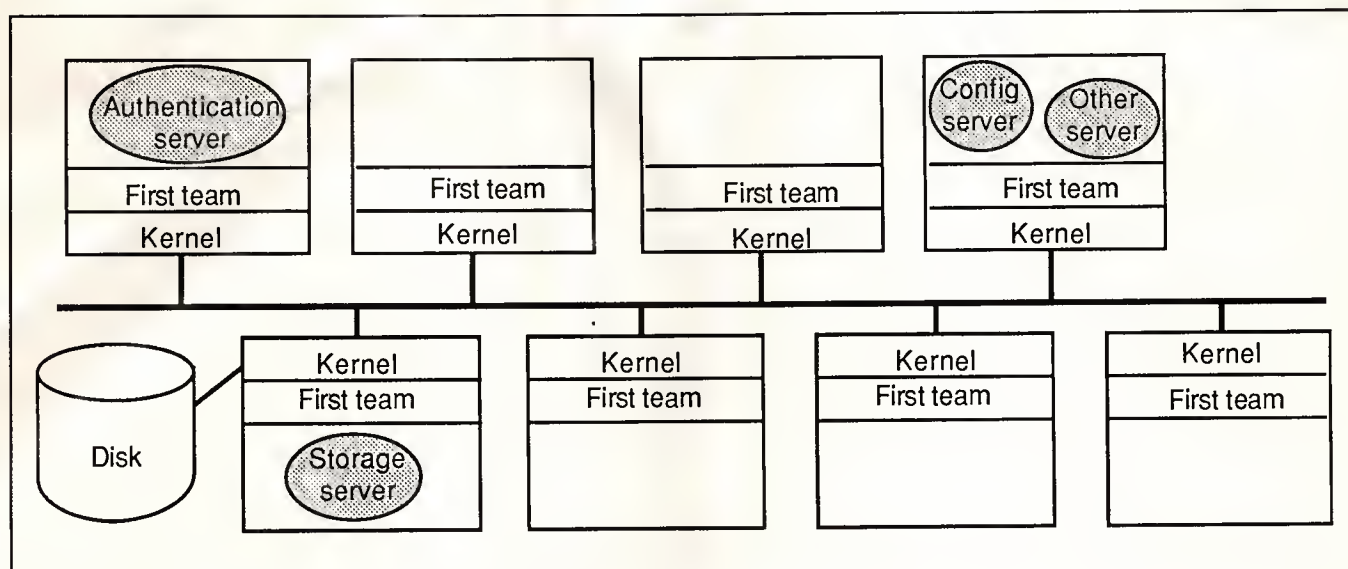 Authentication
server
First team
Kernel
First team
Kernel
First team
Kernel
Config
server
Other
server
First team
Kernel
Disk
Kernel
First team
Storage
server
Kernel
First team
Kernel
First team
Kernel
First team